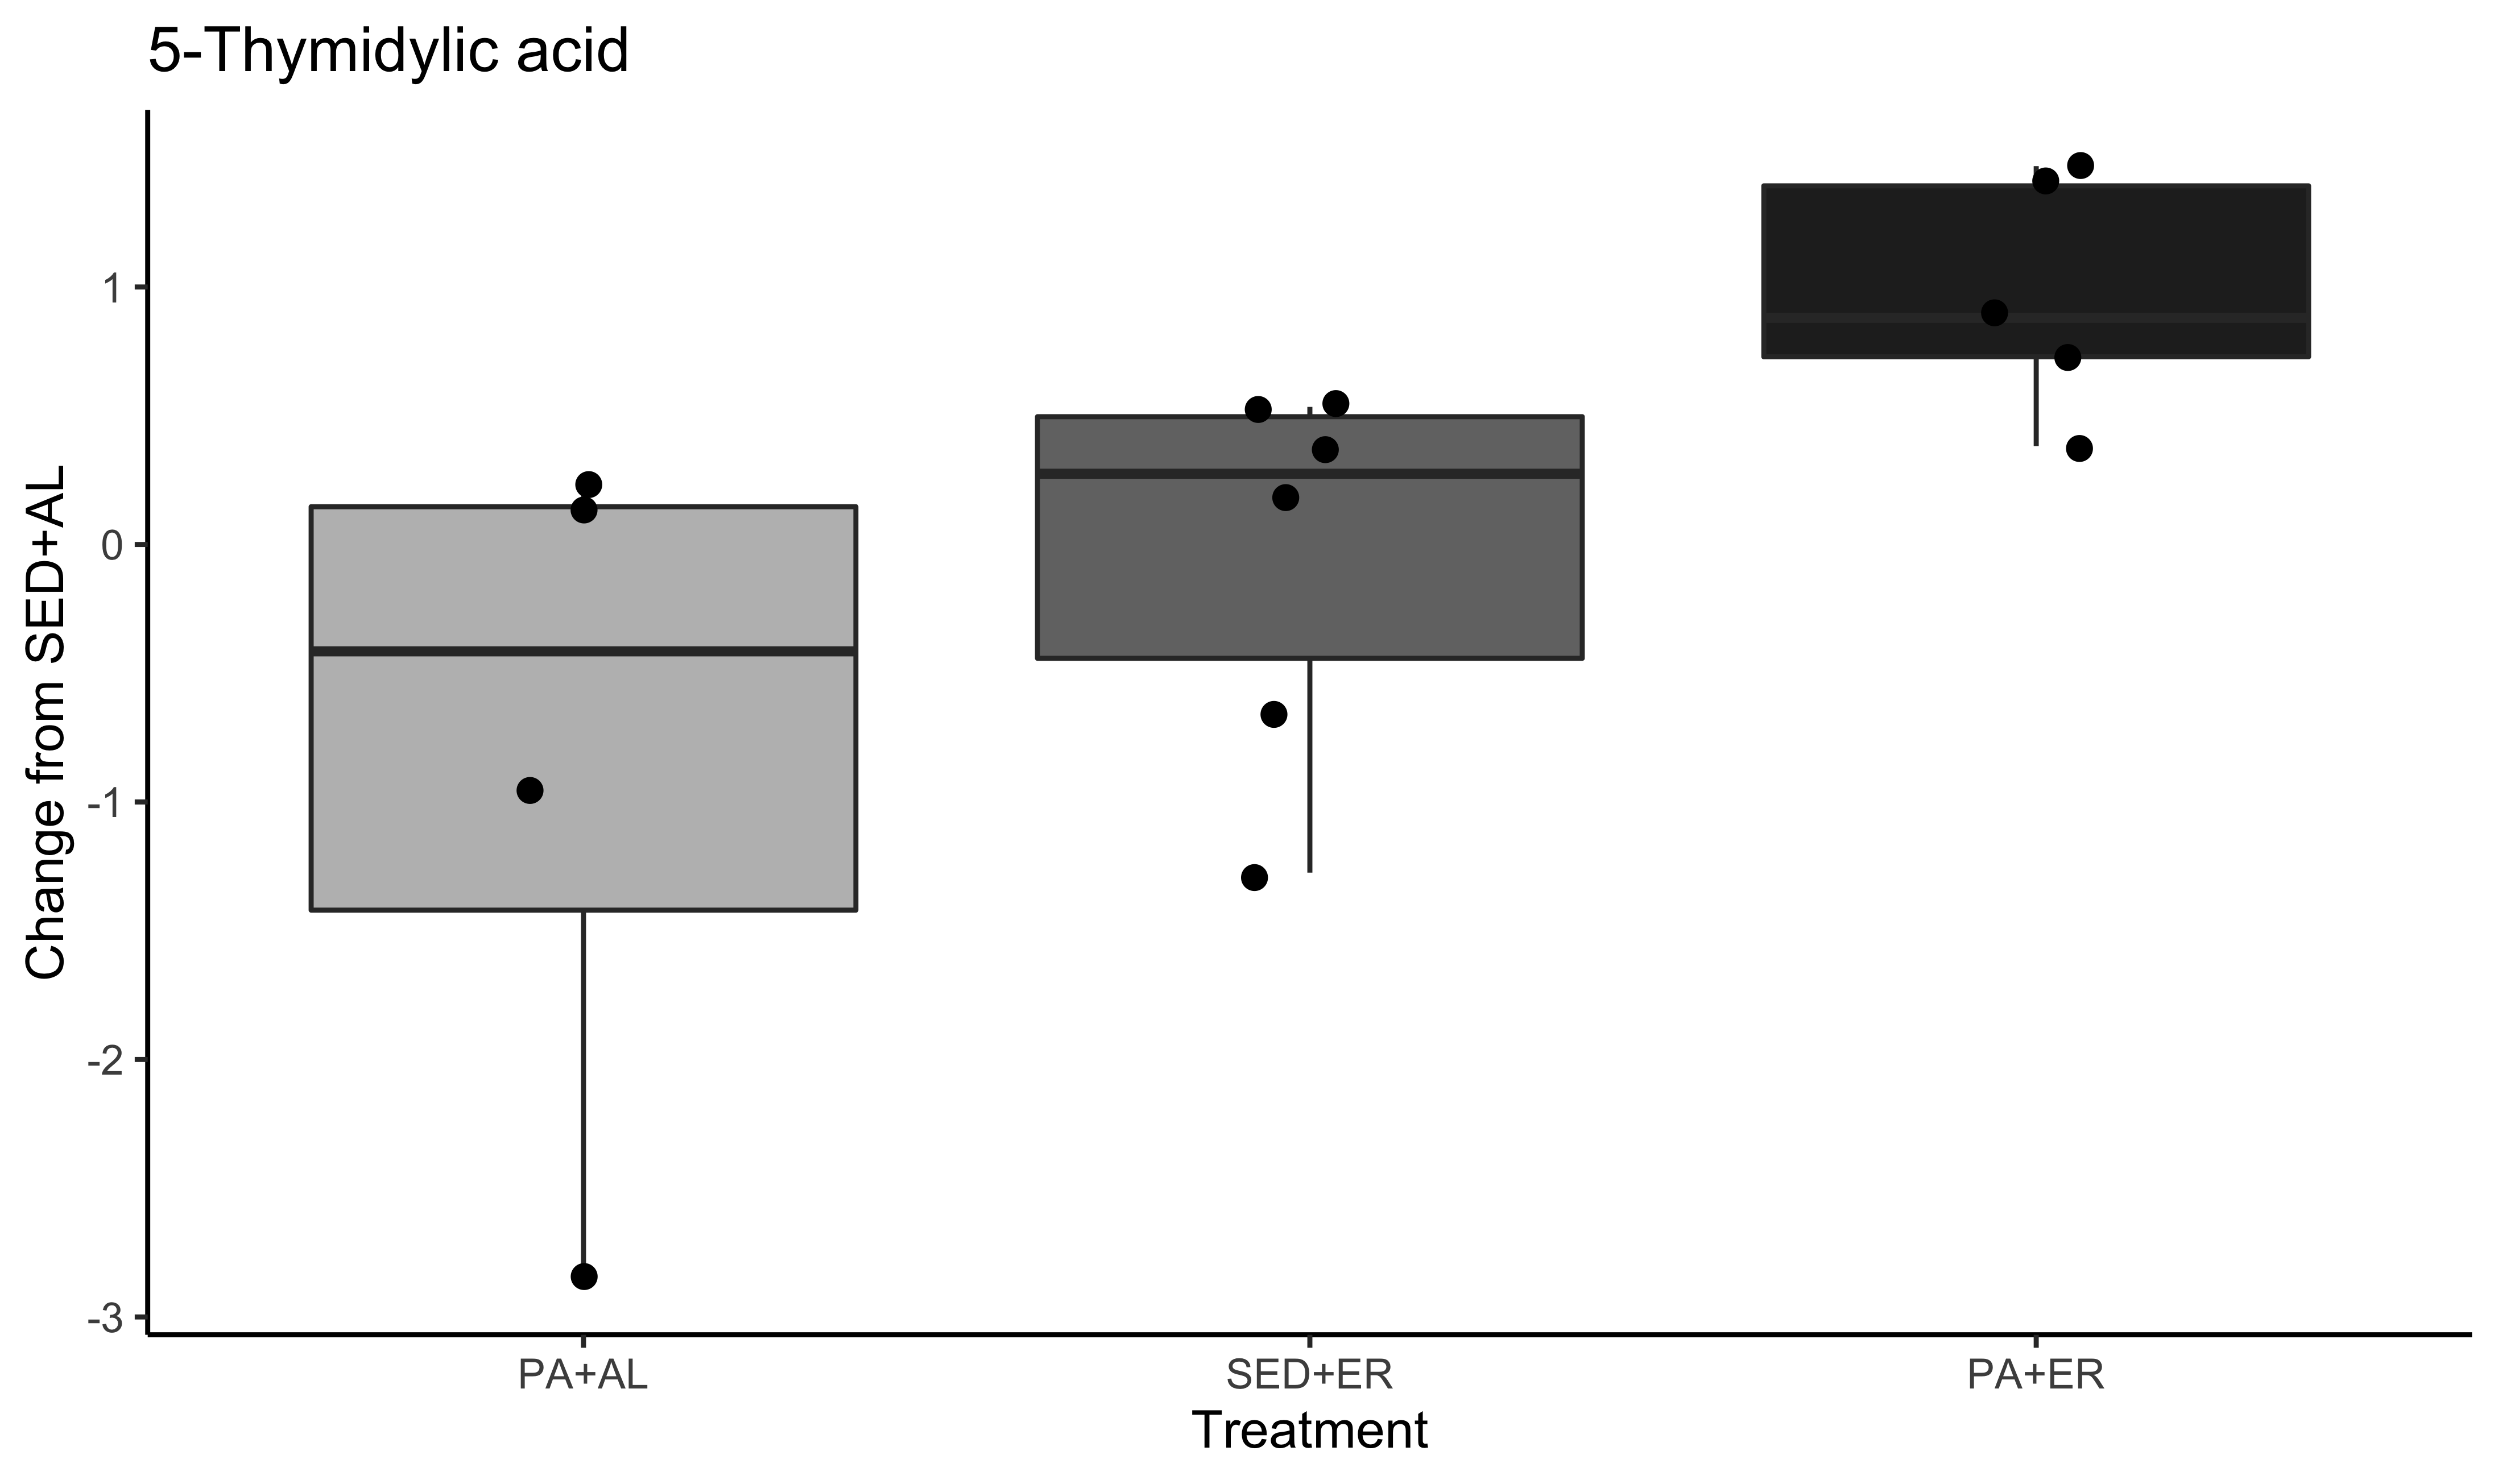 5-Thymidylic acid
Change from SED+AL
1
0
-1
-2
-3
PA+AL SED+ER PA+ER
Treatment